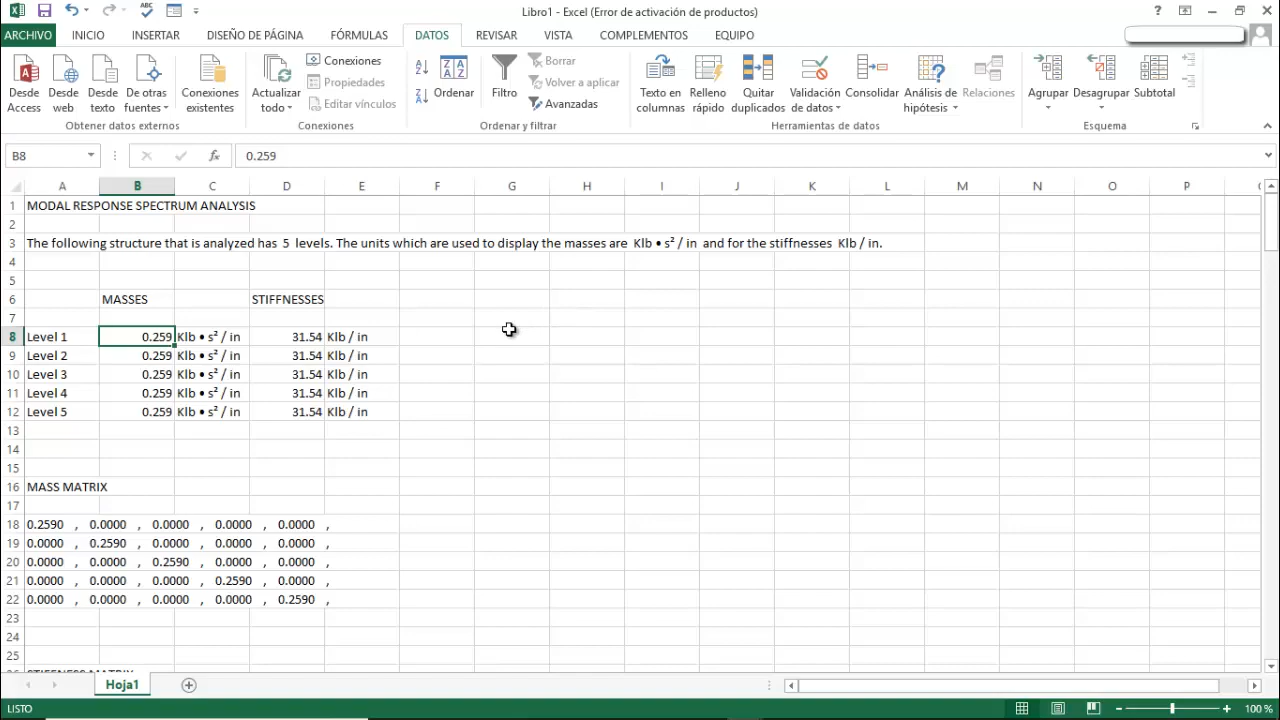 Libro1 - Excel (Error de activación de productos)
ARCHIVO INICIO INSERTAR DISEÑO DE PÁGINA FÓRMULAS DATOS REVISAR VISTA COMPLEMENTOS EQUIPO
Desde Access
Desde web
Desde texto
De otras fuentes
Conexiones existentes
Obtener datos externos
Actualizar todo
Conexiones
Propiedades
Editar vínculos
Conexiones
Ordenar
Filtro
Borrar
Volver a aplicar
Avanzadas
Ordenar y filtrar
Texto en columnas
Relleno rápido
Quitar duplicados
Validación de datos
Consolidar
Análisis de hipótesis
Relaciones
Herramientas de datos
Agrupar
Desagrupar
Subtotal
Esquema
B8 fx 0.259
A B C D E F G H I J K L M N O P
1 MODAL RESPONSE SPECTRUM ANALYSIS
2
3 The following structure that is analyzed has 5 levels. The units which are used to display the masses are Klb • s² / in and for the stiffnesses Klb / in.
4
5
6 MASSES STIFFNESSES
7
8 Level 1 0.259 Klb • s² / in 31.54 Klb / in
9 Level 2 0.259 Klb • s² / in 31.54 Klb / in
10 Level 3 0.259 Klb • s² / in 31.54 Klb / in
11 Level 4 0.259 Klb • s² / in 31.54 Klb / in
12 Level 5 0.259 Klb • s² / in 31.54 Klb / in
13
14
15
16 MASS MATRIX
17
18 0.2590 , 0.0000 , 0.0000 , 0.0000 , 0.0000 ,
19 0.0000 , 0.2590 , 0.0000 , 0.0000 , 0.0000 ,
20 0.0000 , 0.0000 , 0.2590 , 0.0000 , 0.0000 ,
21 0.0000 , 0.0000 , 0.0000 , 0.2590 , 0.0000 ,
22 0.0000 , 0.0000 , 0.0000 , 0.0000 , 0.2590 ,
23
24
25
26 STIFFNESS MATRIX
Hoja1
LISTO 100 %